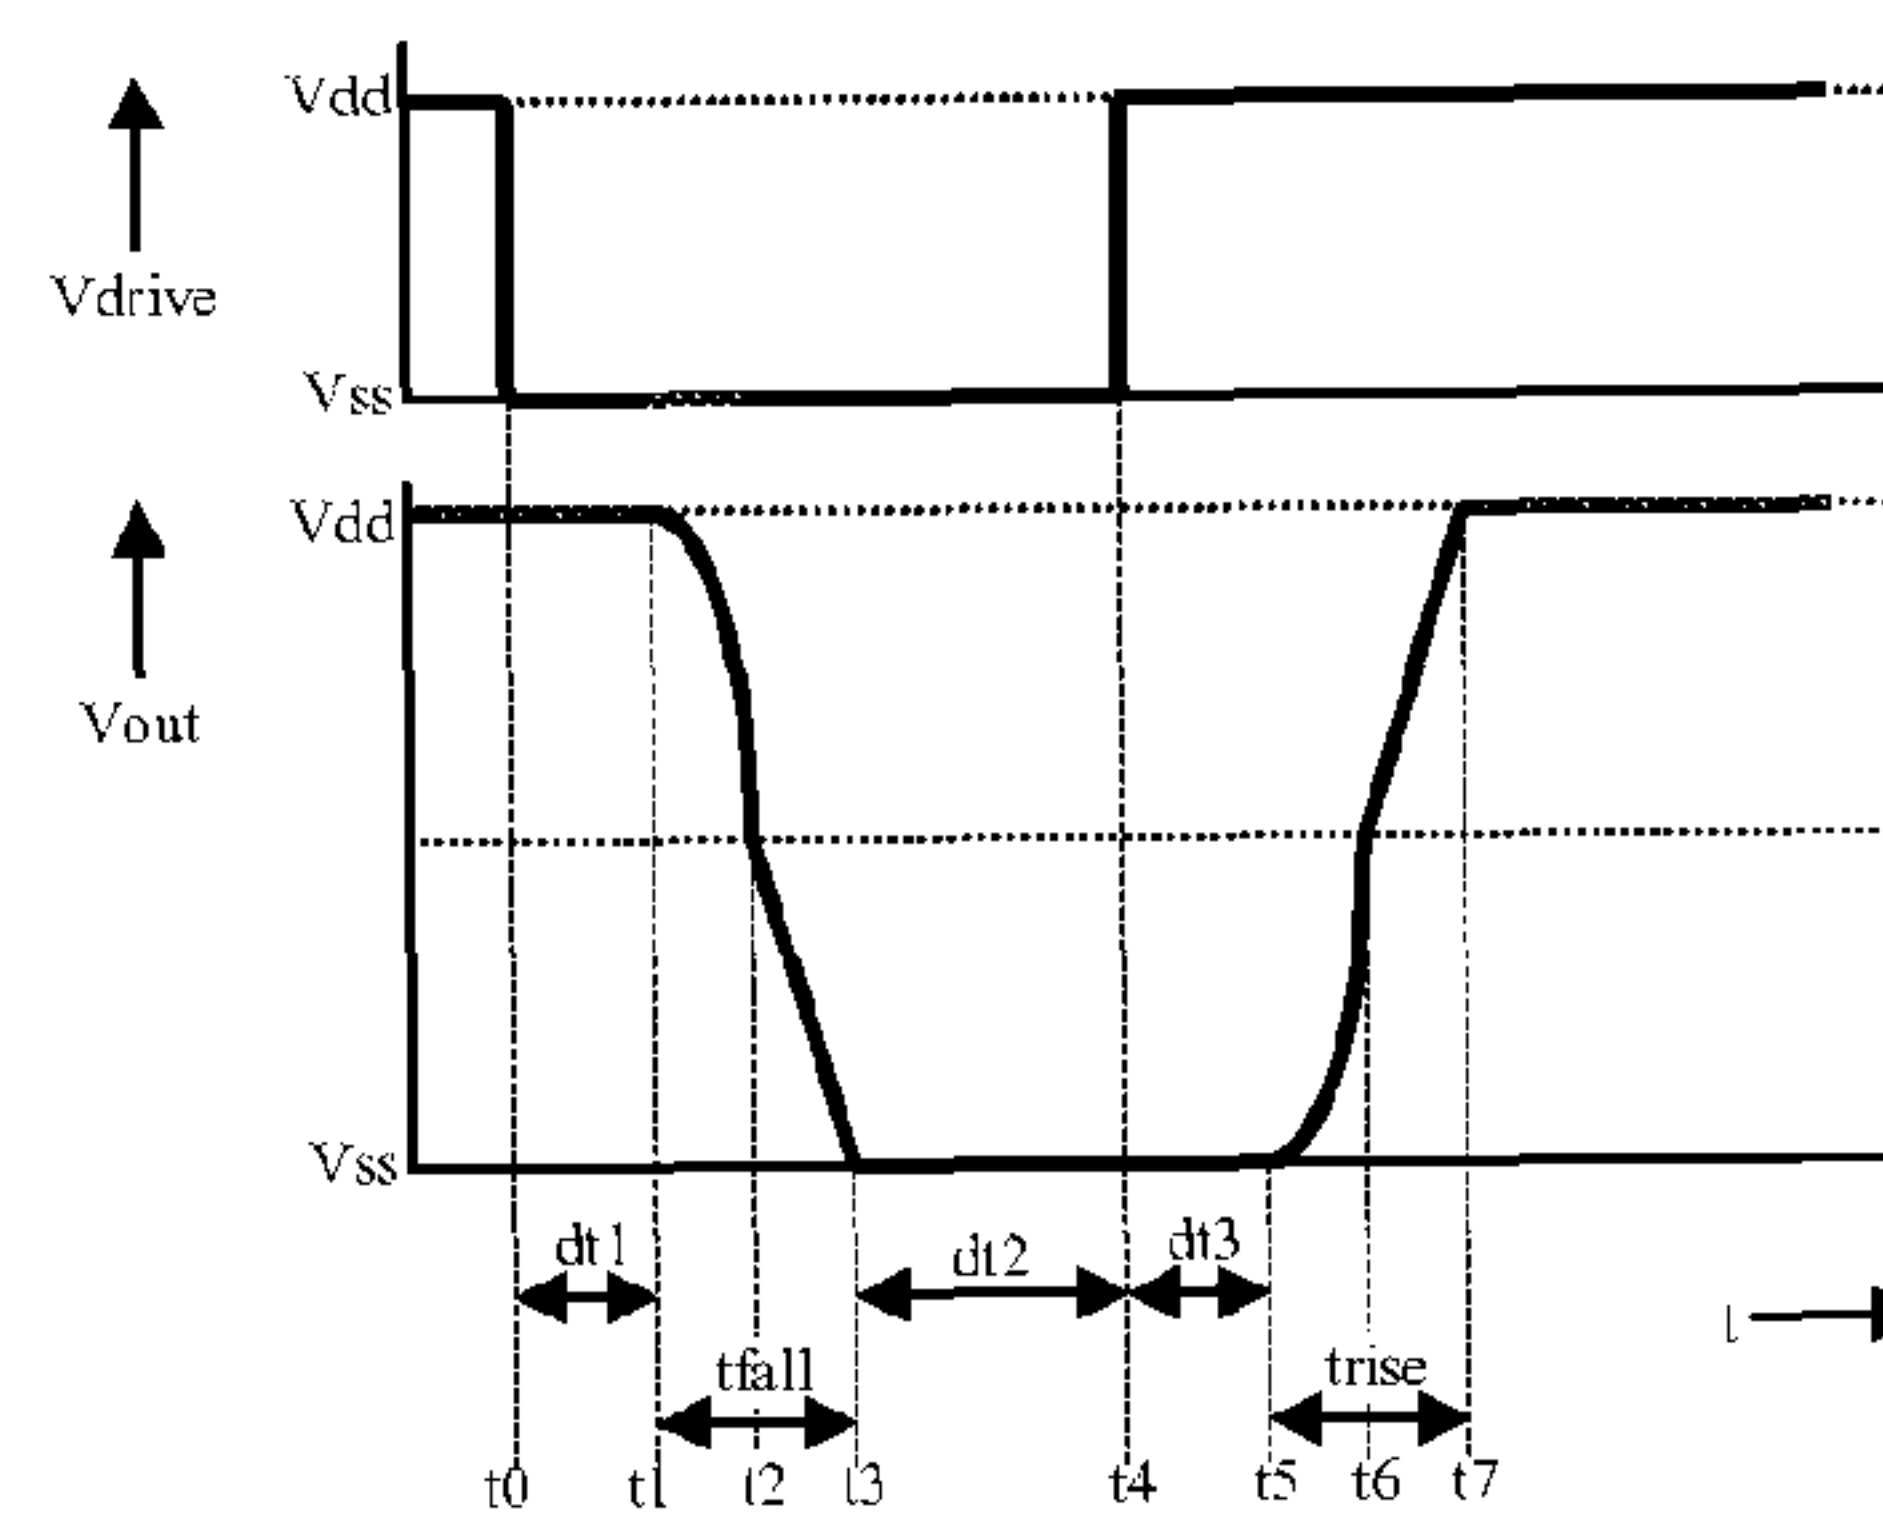 Vdd
Vdrive
Vss
Vdd
Vout
Vss
dt1
dt2
dt3
t
tfall
trise
t0 t1 t2 t3 t4 t5 t6 t7